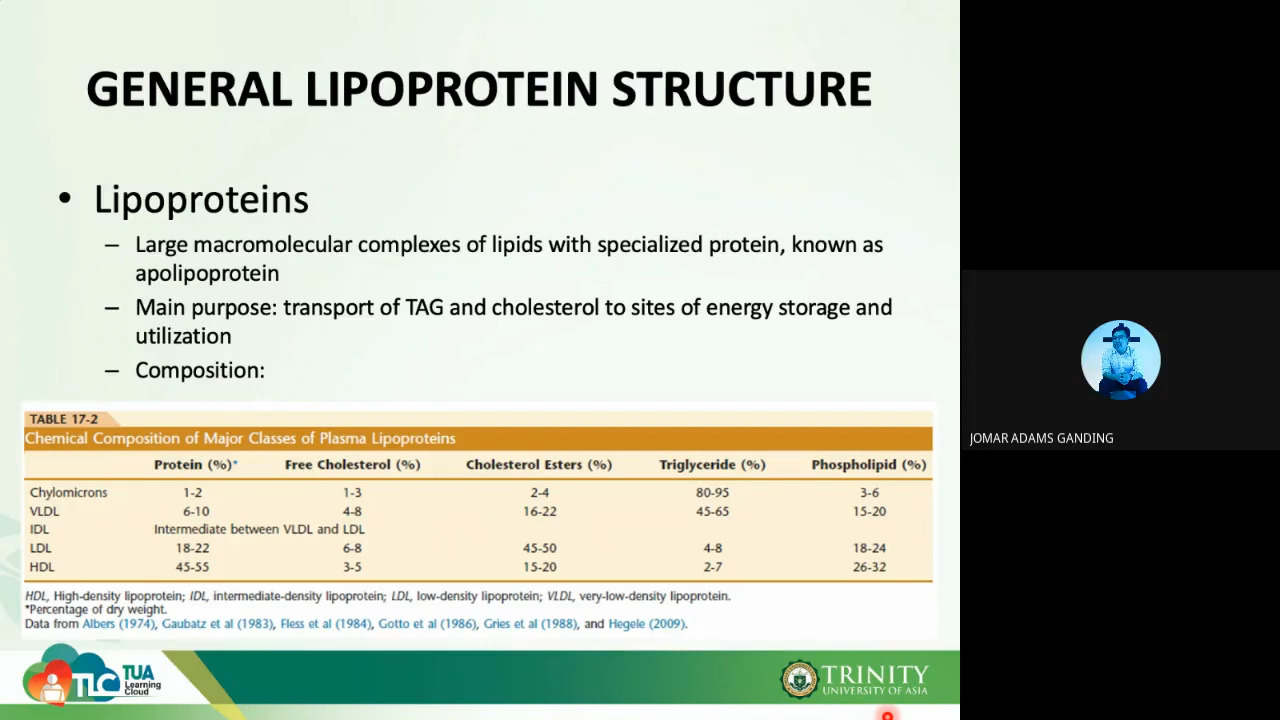 GENERAL LIPOPROTEIN STRUCTURE
• Lipoproteins
– Large macromolecular complexes of lipids with specialized protein, known as
apolipoprotein
– Main purpose: transport of TAG and cholesterol to sites of energy storage and
utilization
– Composition:
TABLE 17-2
Chemical Composition of Major Classes of Plasma Lipoproteins
Protein (%)* Free Cholesterol (%) Cholesterol Esters (%) Triglyceride (%) Phospholipid (%)
Chylomicrons 1-2 1-3 2-4 80-95 3-6
VLDL 6-10 4-8 16-22 45-65 15-20
IDL Intermediate between VLDL and LDL
LDL 18-22 6-8 45-50 4-8 18-24
HDL 45-55 3-5 15-20 2-7 26-32
HDL, High-density lipoprotein; IDL, intermediate-density lipoprotein; LDL, low-density lipoprotein; VLDL, very-low-density lipoprotein.
*Percentage of dry weight.
Data from Albers (1974), Gaubatz et al (1983), Fless et al (1984), Gotto et al (1986), Gries et al (1988), and Hegele (2009).
TLC TUA
Learning
Cloud
TRINITY
UNIVERSITY OF ASIA
JOMAR ADAMS GANDING